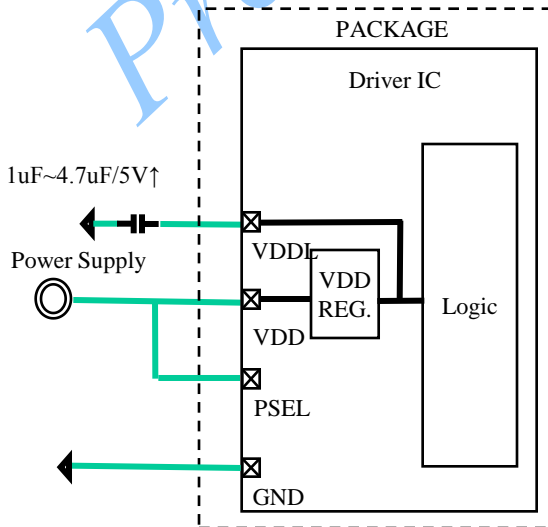 PACKAGE
Driver IC
1uF~4.7uF/5V↑
VDDL
Power Supply
VDD
REG.
Logic
VDD
PSEL
GND